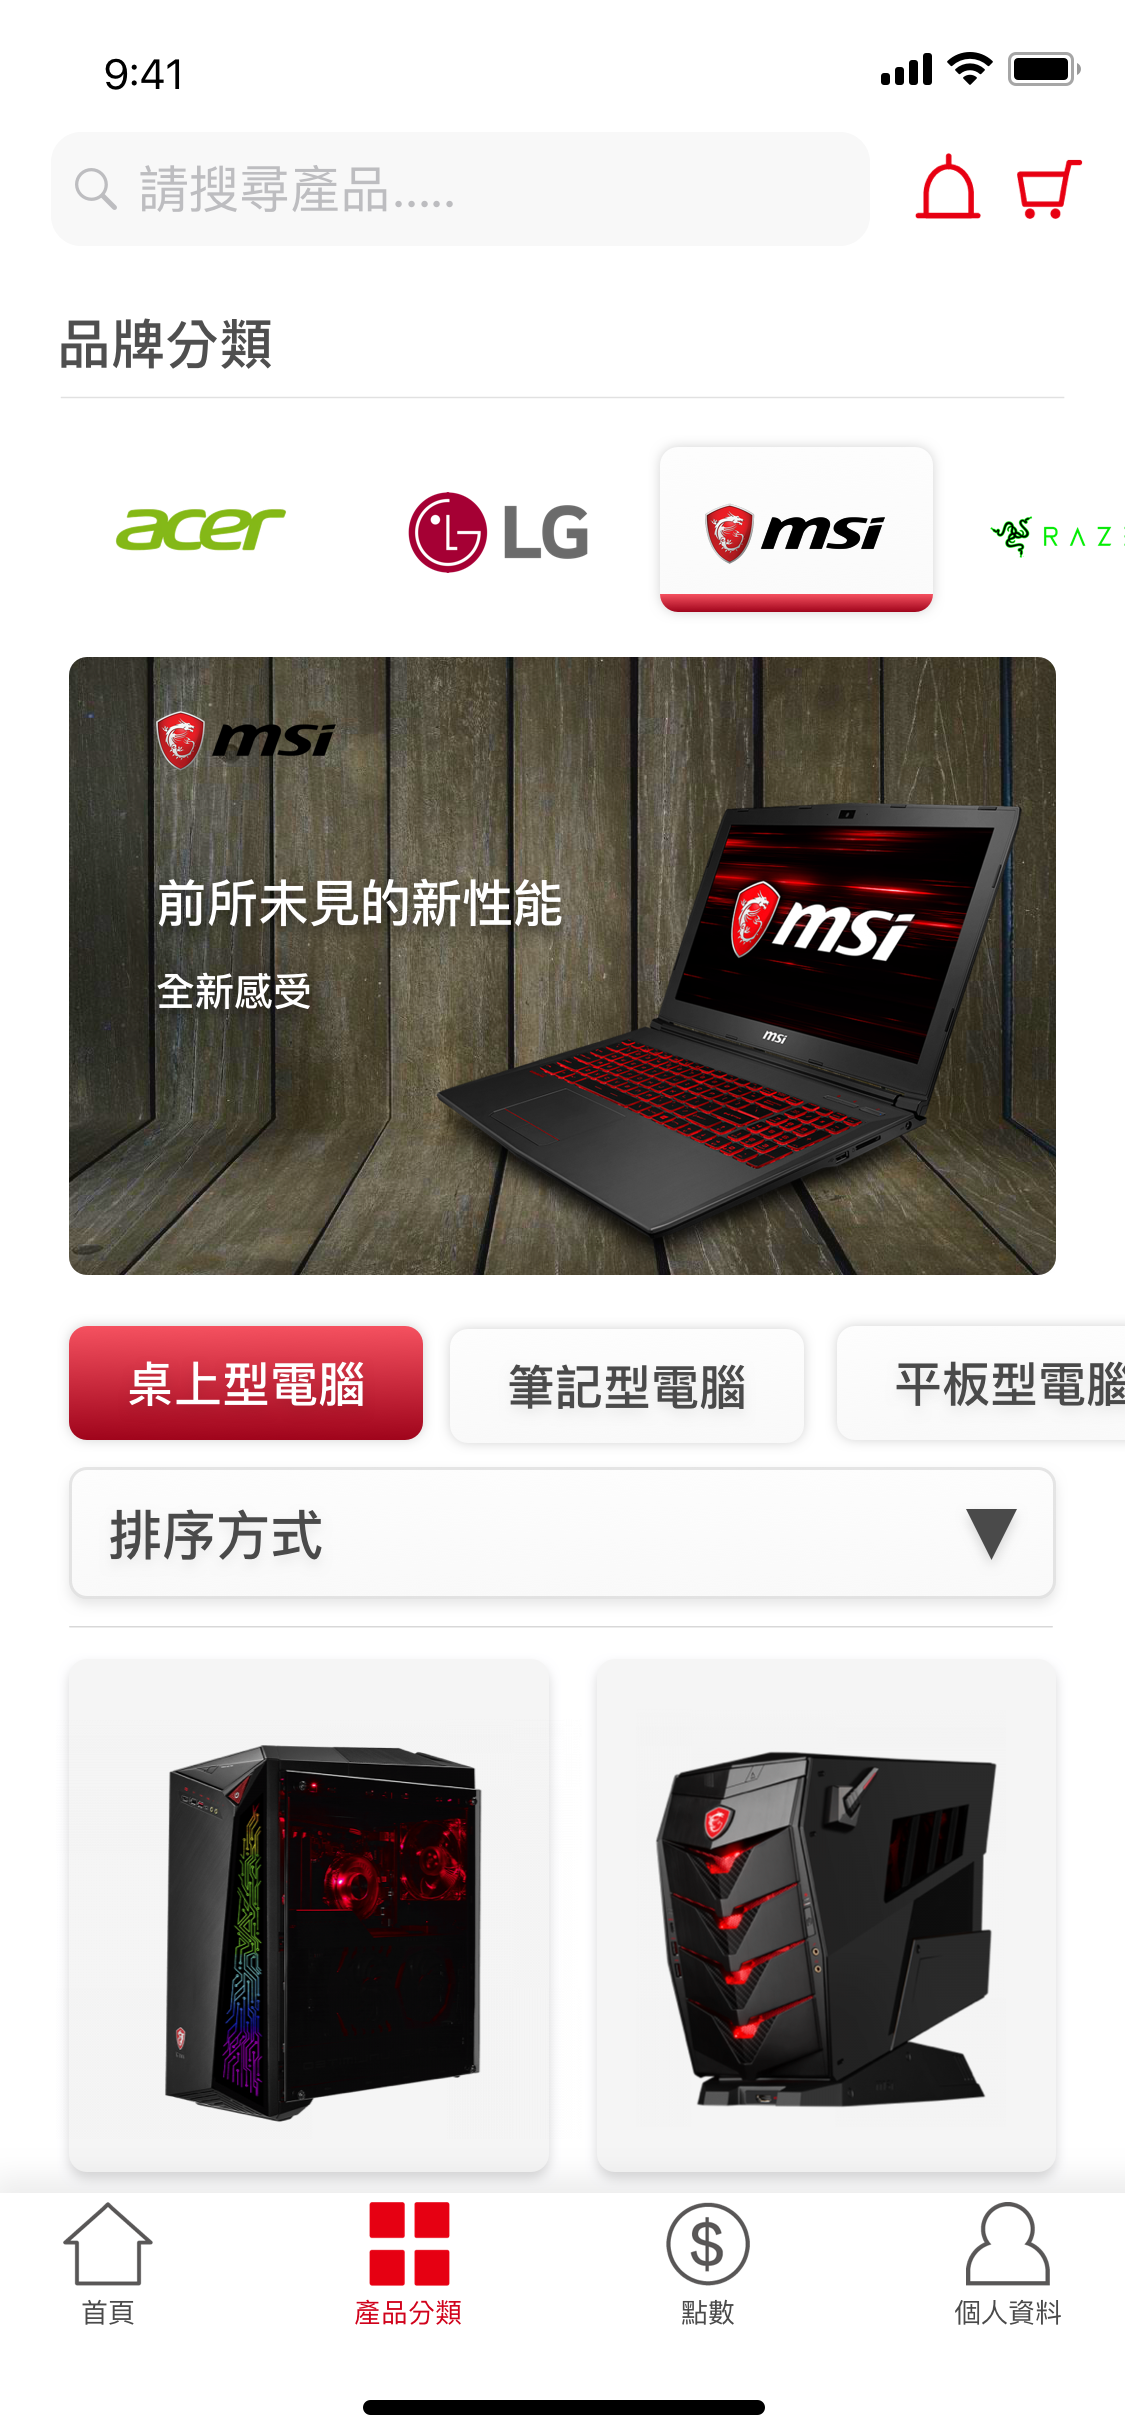 9:41
請搜尋產品.....
品牌分類
acer
LG
msi
RAZ
msi
前所未見的新性能
全新感受
msi
msi
桌上型電腦
筆記型電腦
平板型電腦
排序方式
首頁
產品分類
點數
個人資料